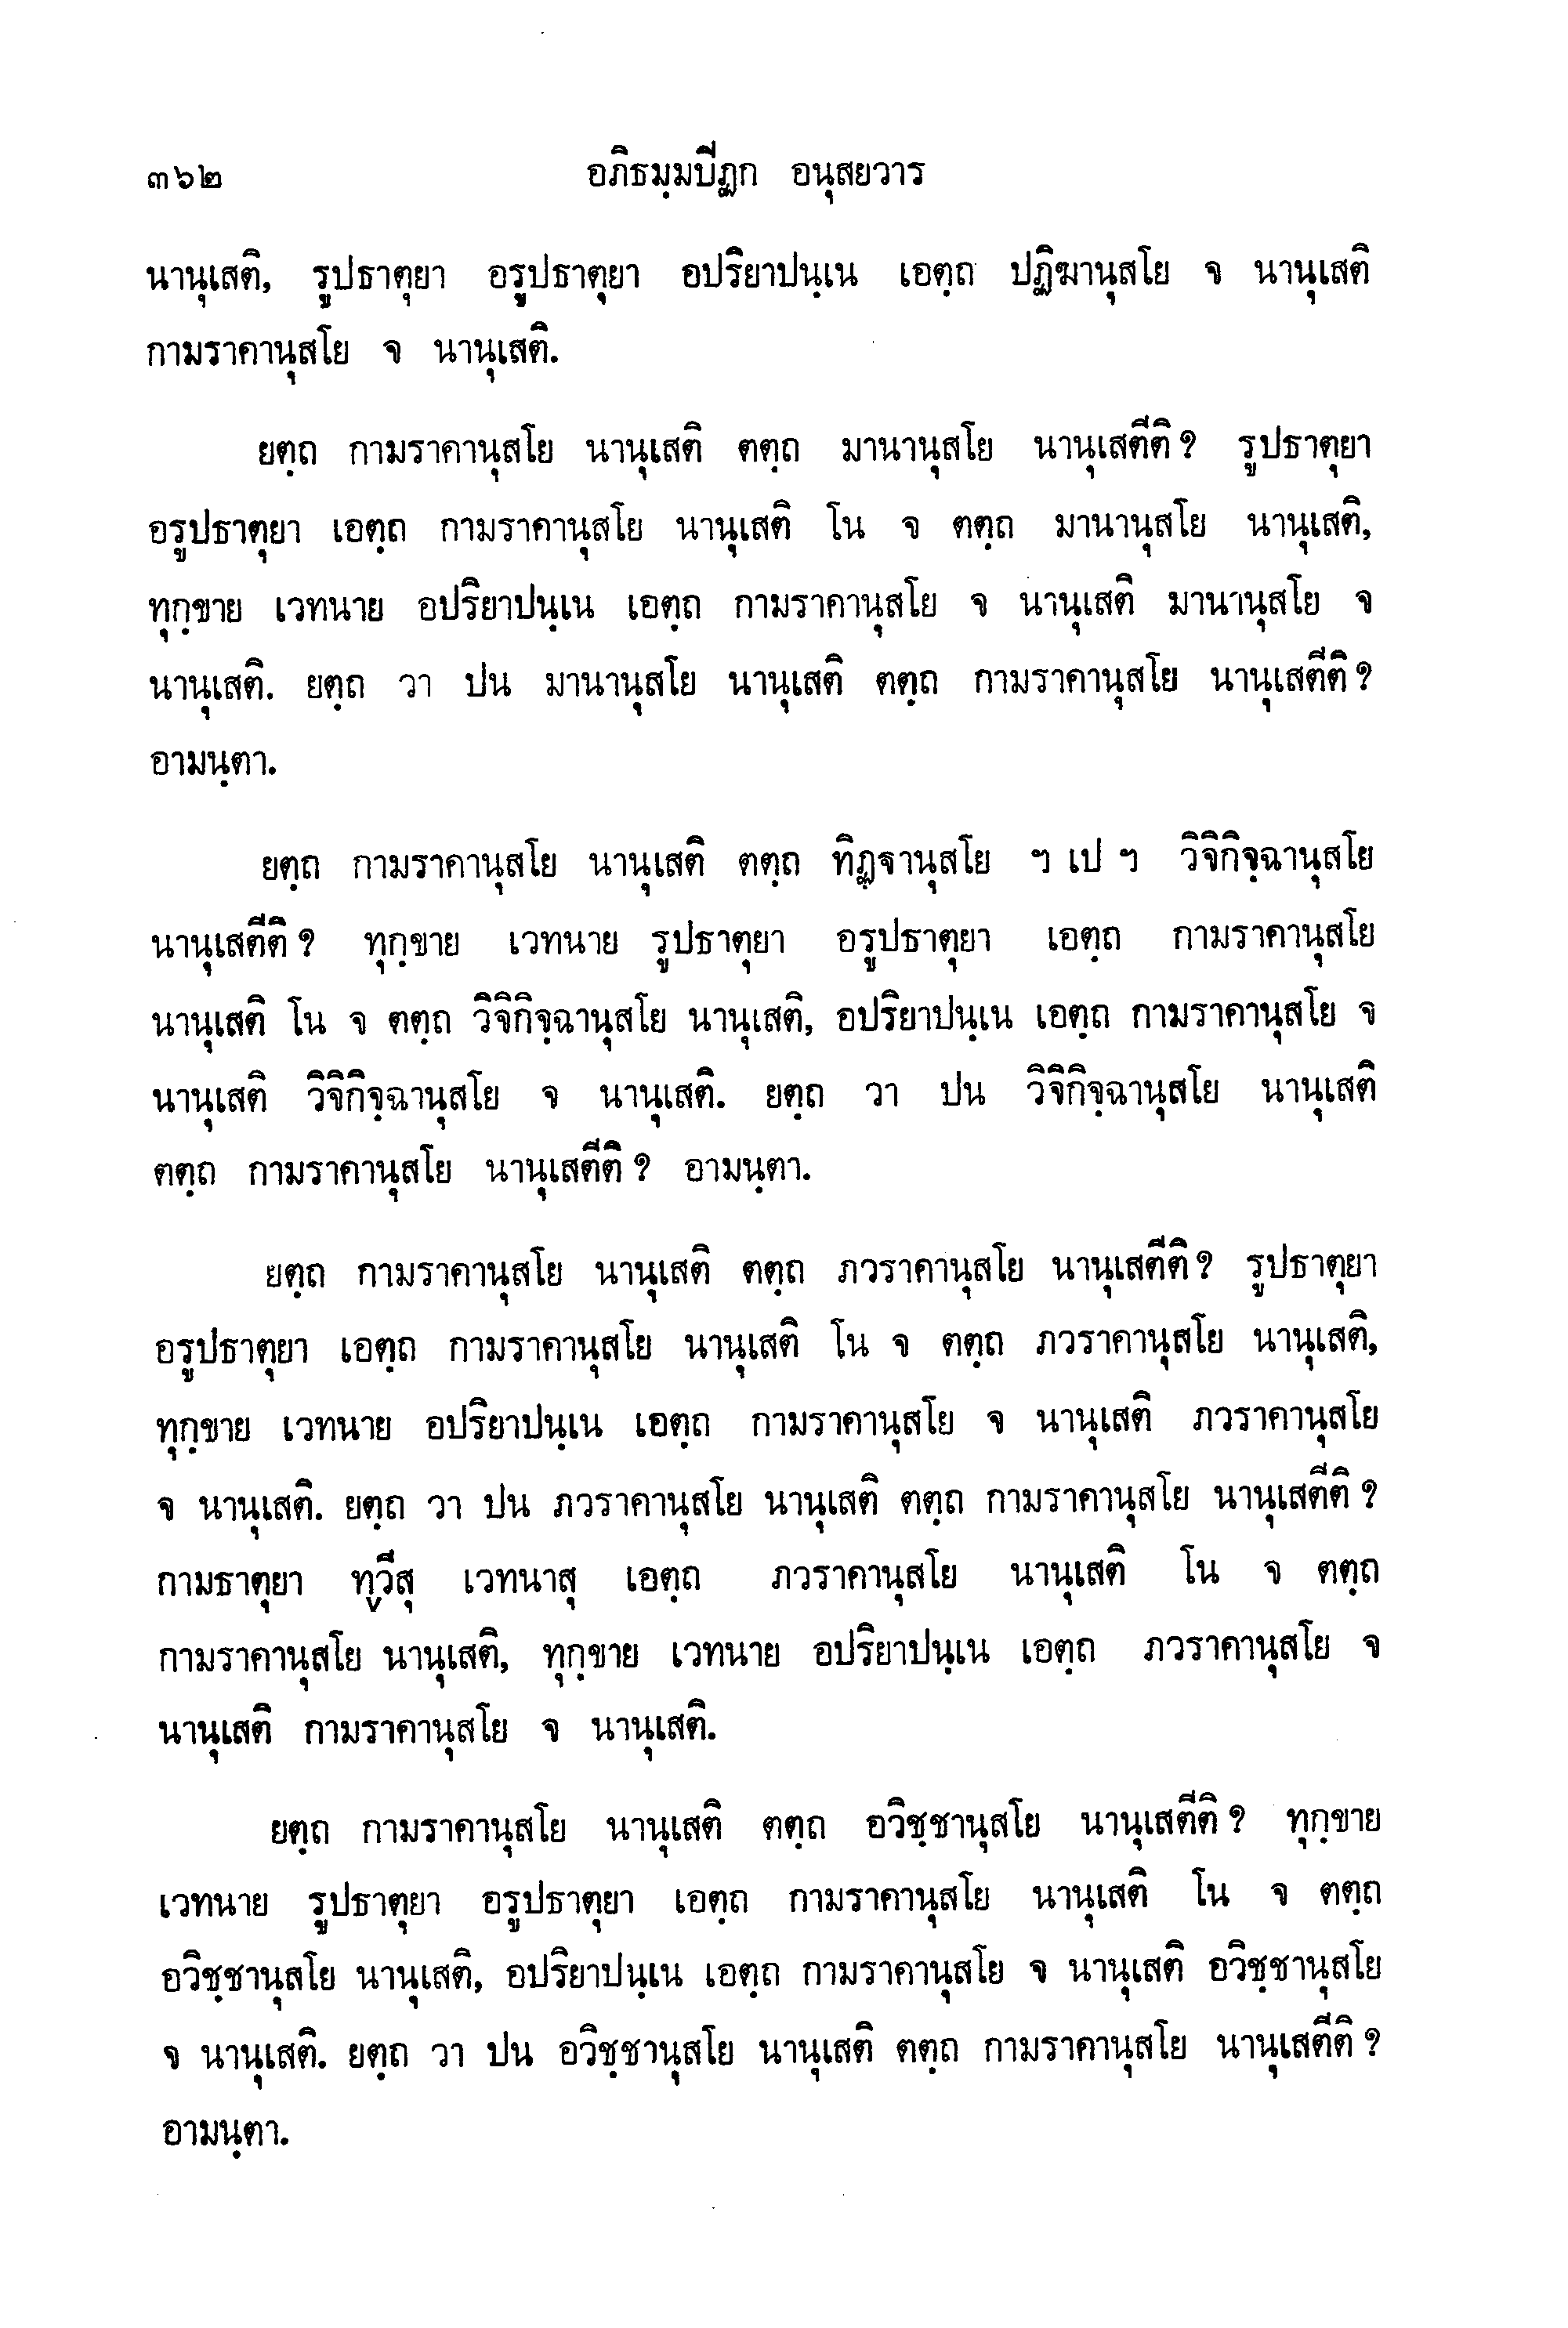 ๓๖๒ อภิธมฺมปีฏก อนุสยวาร
นานุเสติ, รูปธาตุยา อรูปธาตุยา อปริยาปนฺเน เอตฺถ ปฏิฆานุสโย จ นานุเสติ
กามราคานุสโย จ นานุเสติ.
ยตฺถ กามราคานุสโย นานุเสติ ตตฺถ มานานุสโย นานุเสตีติ ? รูปธาตุยา
อรูปธาตุยา เอตฺถ กามราคานุสโย นานุเสติ โน จ ตตฺถ มานานุสโย นานุเสติ,
ทุกฺขาย เวทนาย อปริยาปนฺเน เอตฺถ กามราคานุสโย จ นานุเสติ มานานุสโย จ
นานุเสติ. ยตฺถ วา ปน มานานุสโย นานุเสติ ตตฺถ กามราคานุสโย นานุเสตีติ ?
อามนฺตา.
ยตฺถ กามราคานุสโย นานุเสติ ตตฺถ ทิฏฺฐานุสโย ฯ เป ฯ วิจิกิจฺฉานุสโย
นานุเสตีติ ? ทุกฺขาย เวทนาย รูปธาตุยา อรูปธาตุยา เอตฺถ กามราคานุสโย
นานุเสติ โน จ ตตฺถ วิจิกิจฺฉานุสโย นานุเสติ, อปริยาปนฺเน เอตฺถ กามราคานุสโย จ
นานุเสติ วิจิกิจฺฉานุสโย จ นานุเสติ. ยตฺถ วา ปน วิจิกิจฺฉานุสโย นานุเสติ
ตตฺถ กามราคานุสโย นานุเสตีติ ? อามนฺตา.
ยตฺถ กามราคานุสโย นานุเสติ ตตฺถ ภวราคานุสโย นานุเสตีติ ? รูปธาตุยา
อรูปธาตุยา เอตฺถ กามราคานุสโย นานุเสติ โน จ ตตฺถ ภวราคานุสโย นานุเสติ,
ทุกฺขาย เวทนาย อปริยาปนฺเน เอตฺถ กามราคานุสโย จ นานุเสติ ภวราคานุสโย
จ นานุเสติ. ยตฺถ วา ปน ภวราคานุสโย นานุเสติ ตตฺถ กามราคานุสโย นานุเสตีติ ?
กามธาตุยา ทฺวีสุ เวทนาสุ เอตฺถ ภวราคานุสโย นานุเสติ โน จ ตตฺถ
กามราคานุสโย นานุเสติ, ทุกฺขาย เวทนาย อปริยาปนฺเน เอตฺถ ภวราคานุสโย จ
นานุเสติ กามราคานุสโย จ นานุเสติ.
ยตฺถ กามราคานุสโย นานุเสติ ตตฺถ อวิชฺชานุสโย นานุเสตีติ ? ทุกฺขาย
เวทนาย รูปธาตุยา อรูปธาตุยา เอตฺถ กามราคานุสโย นานุเสติ โน จ ตตฺถ
อวิชฺชานุสโย นานุเสติ, อปริยาปนฺเน เอตฺถ กามราคานุสโย จ นานุเสติ อวิชฺชานุสโย
จ นานุเสติ. ยตฺถ วา ปน อวิชฺชานุสโย นานุเสติ ตตฺถ กามราคานุสโย นานุเสตีติ ?
อามนฺตา.